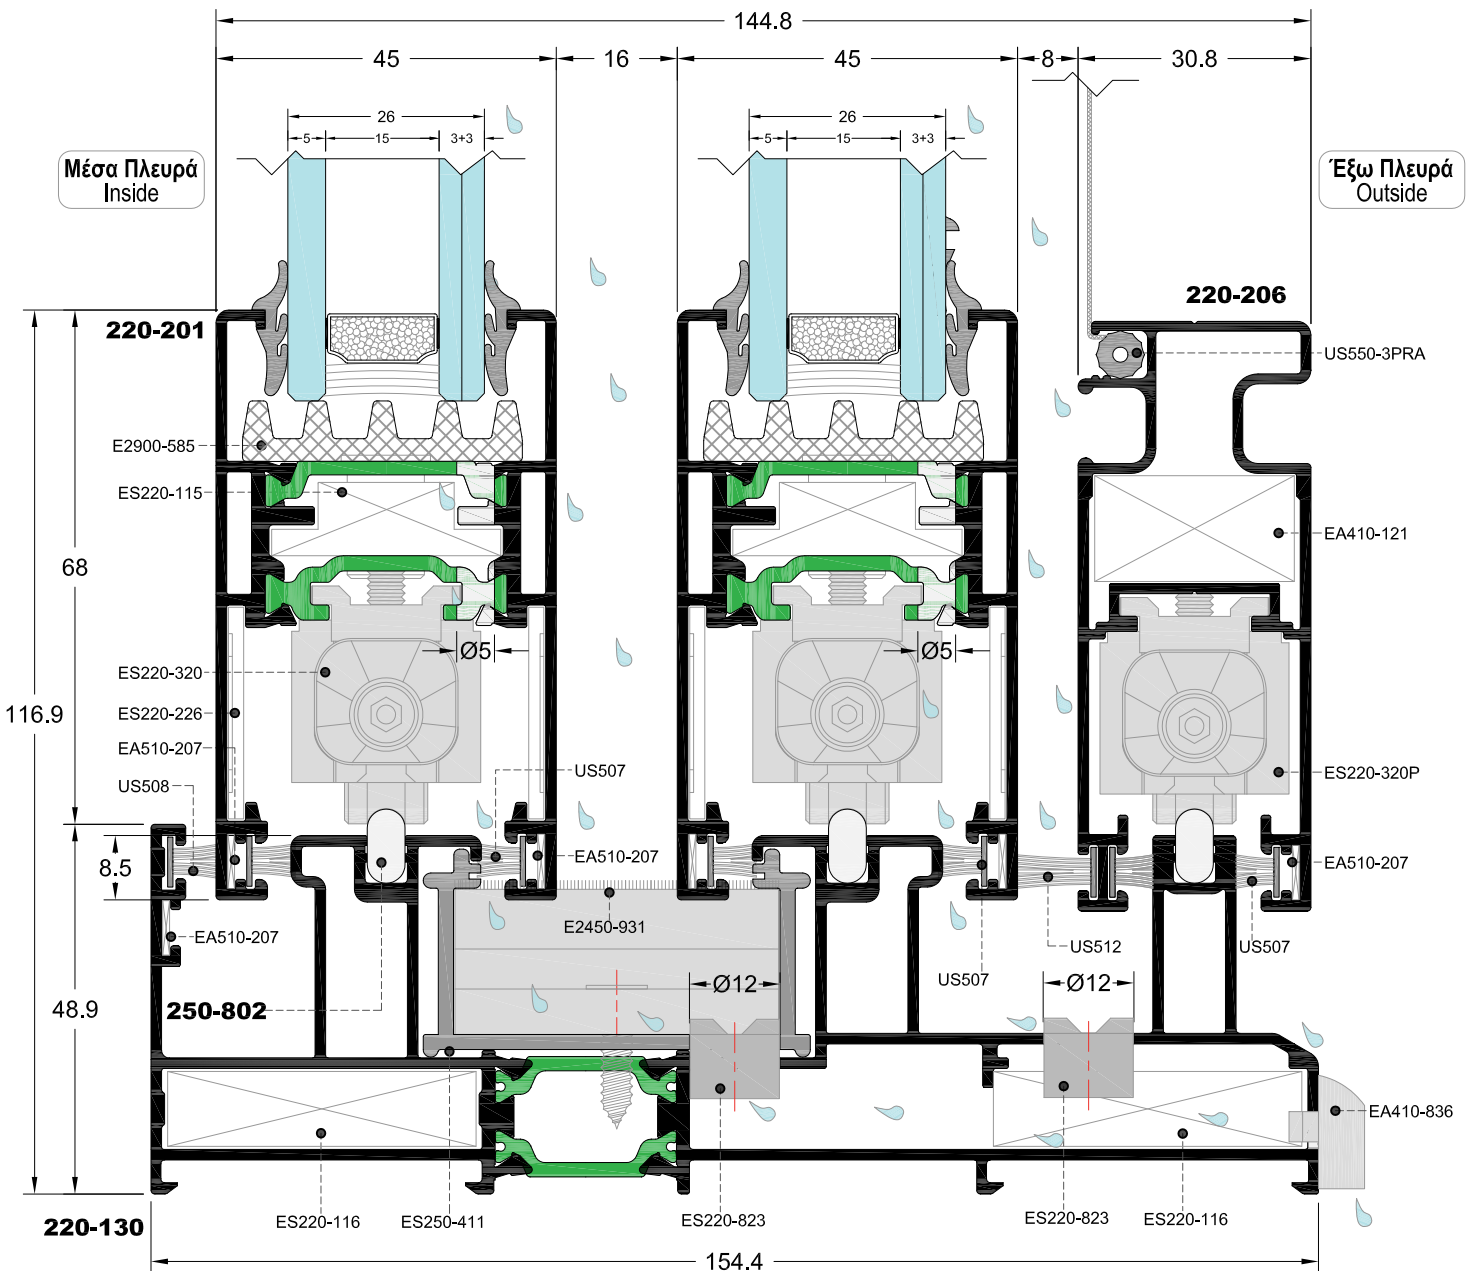 144.8
45
16
45
8
30.8
26
5
15
3+3
26
5
15
3+3
Μέσα Πλευρά
Inside
Έξω Πλευρά
Outside
220-201
220-206
US550-3PRA
E2900-585
ES220-115
EA410-121
68
116.9
Ø5
Ø5
ES220-320
ES220-226
EA510-207
US508
US507
ES220-320P
8.5
EA510-207
EA510-207
EA510-207
E2450-931
US512
US507
US507
48.9
250-802
Ø12
Ø12
EA410-836
220-130
ES220-116
ES250-411
ES220-823
ES220-823
ES220-116
154.4